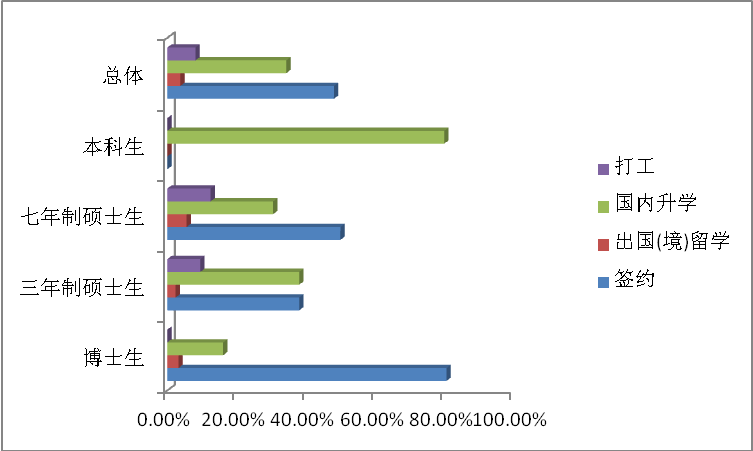 总体
本科生
七年制硕士生
三年制硕士生
博士生
0.00% 20.00% 40.00% 60.00% 80.00% 100.00%
打工
国内升学
出国(境)留学
签约